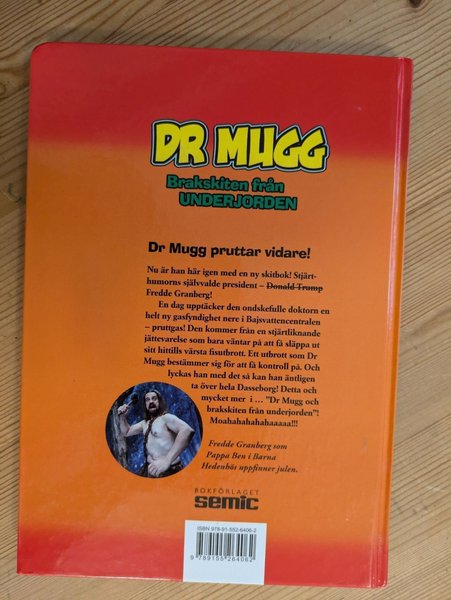 DR MUGG
Brakskiten från
UNDERJORDEN
Dr Mugg pruttar vidare!
Nu är han här igen med en ny skitbok! Stjärt-
humorns självvalde president – Donald Trump
Fredde Granberg!
En dag upptäcker den ondskefulle doktorn en
helt ny gasfyndighet nere i Bajsvattencentralen
– pruttgas! Den kommer från en stjärtliknande
jättevarelse som bara väntar på att få släppa ut
sitt hittills värsta fisutbrott. Ett utbrott som Dr
Mugg bestämmer sig för att få kontroll på. Och
lyckas han med det så kan han äntligen
ta över hela Dasseborg! Detta och
mycket mer i ... ”Dr Mugg och
brakskiten från underjorden”!
Moahahahahahaaaaa!!!
Fredde Granberg som
Pappa Ben i Barna
Hedenhös uppfinner julen.
BOKFÖRLAGET
semic
ISBN 978-91-552-6406-2
9 789155 264062